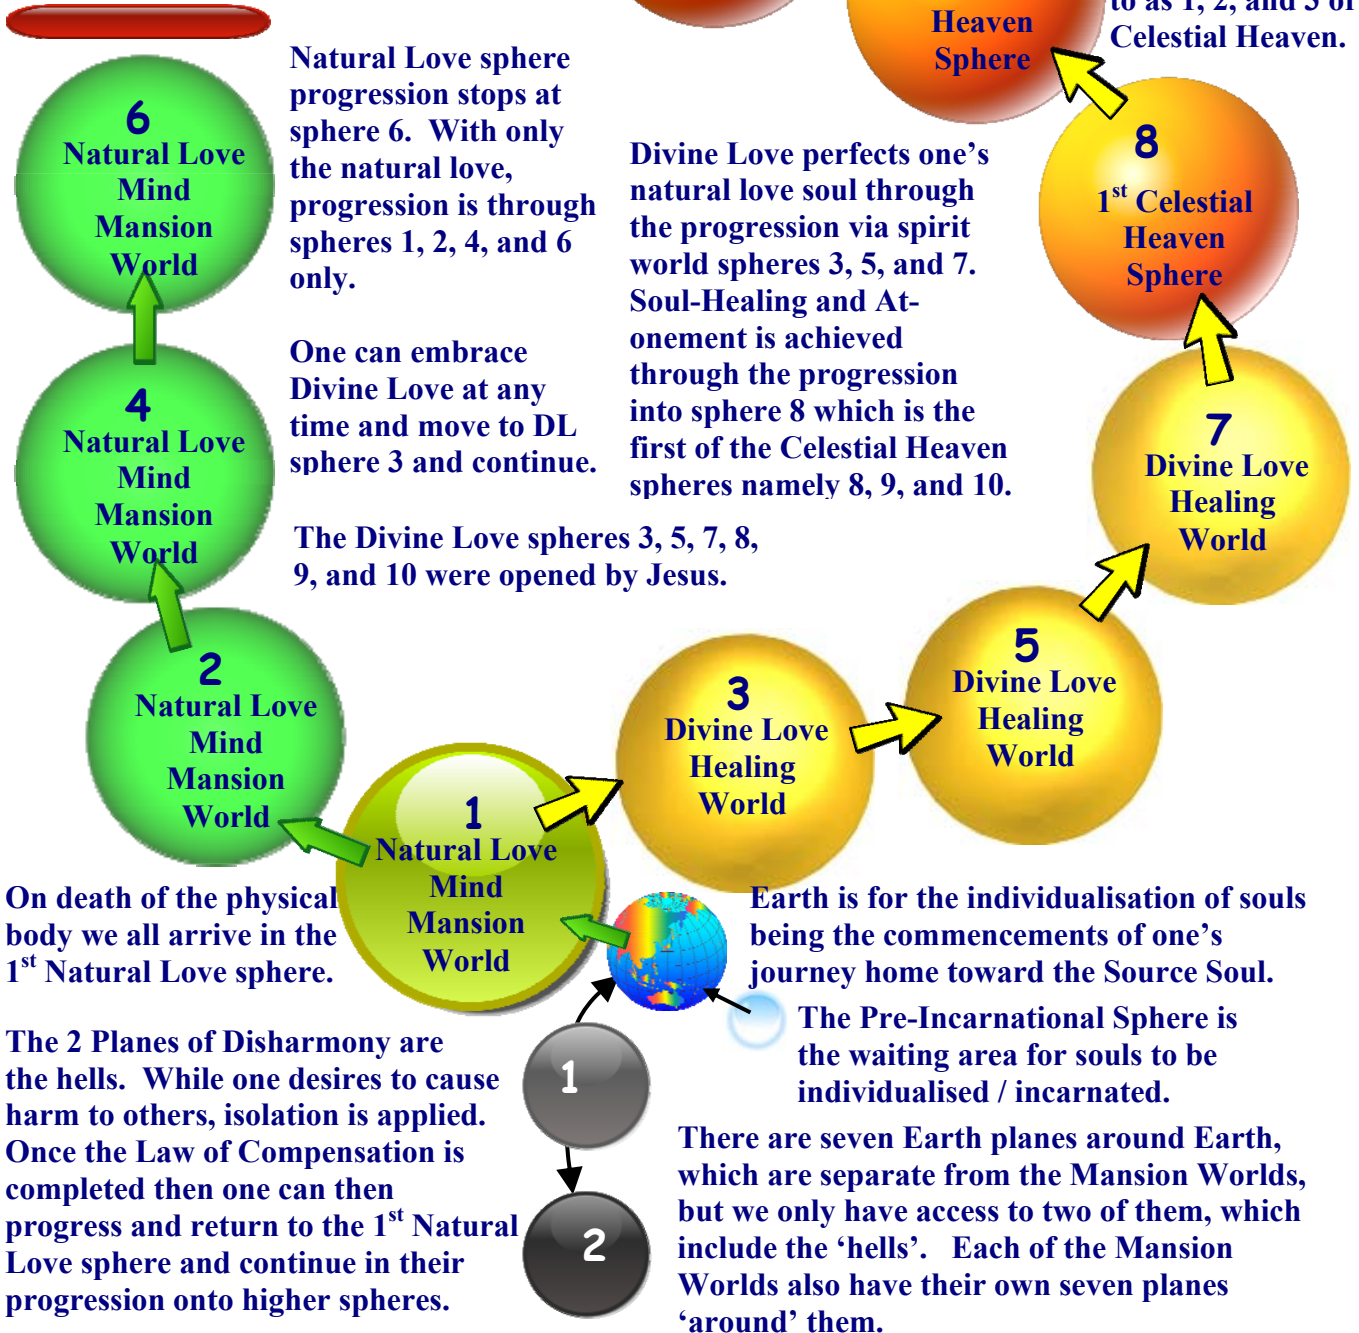 to as 1, 2, and 3 of
Celestial Heaven.
Heaven
Sphere
6
Natural Love
Mind
Mansion
World
Natural Love sphere
progression stops at
sphere 6.  With only
the natural love,
progression is through
spheres 1, 2, 4, and 6
only.
One can embrace
Divine Love at any
time and move to DL
sphere 3 and continue.
Divine Love perfects one’s
natural love soul through
the progression via spirit
world spheres 3, 5, and 7.
Soul-Healing and At-
onement is achieved
through the progression
into sphere 8 which is the
first of the Celestial Heaven
spheres namely 8, 9, and 10.
8
1st Celestial
Heaven
Sphere
4
Natural Love
Mind
Mansion
World
7
Divine Love
Healing
World
The Divine Love spheres 3, 5, 7, 8,
9, and 10 were opened by Jesus.
2
Natural Love
Mind
Mansion
World
5
Divine Love
Healing
World
3
Divine Love
Healing
World
1
Natural Love
Mind
Mansion
World
On death of the physical
body we all arrive in the
1st Natural Love sphere.
Earth is for the individualisation of souls
being the commencements of one’s
journey home toward the Source Soul.
The Pre-Incarnational Sphere is
the waiting area for souls to be
individualised / incarnated.
The 2 Planes of Disharmony are
the hells.  While one desires to cause
harm to others, isolation is applied.
Once the Law of Compensation is
completed then one can then
progress and return to the 1st Natural
Love sphere and continue in their
progression onto higher spheres.
1
2
There are seven Earth planes around Earth,
which are separate from the Mansion Worlds,
but we only have access to two of them, which
include the ‘hells’.   Each of the Mansion
Worlds also have their own seven planes
‘around’ them.